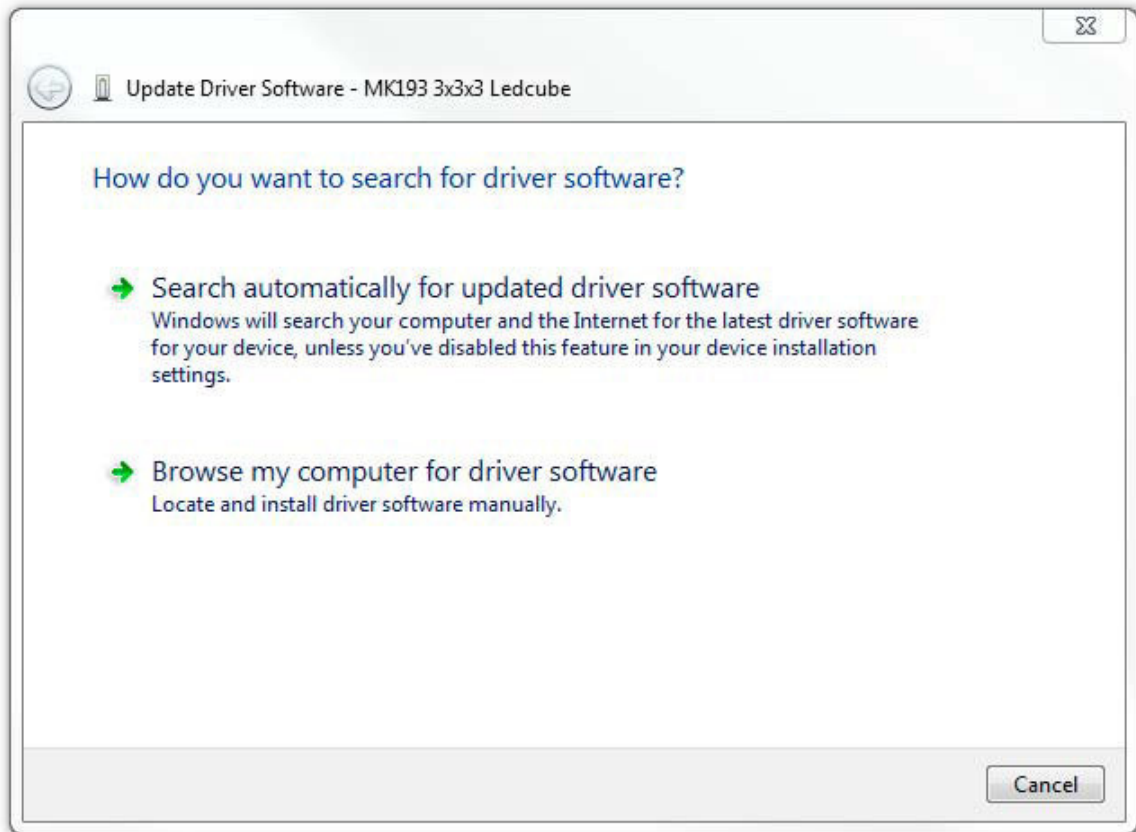 Update Driver Software - MK193 3x3x3 Ledcube
How do you want to search for driver software?
Search automatically for updated driver software
Windows will search your computer and the Internet for the latest driver software
for your device, unless you've disabled this feature in your device installation
settings.
Browse my computer for driver software
Locate and install driver software manually.
Cancel